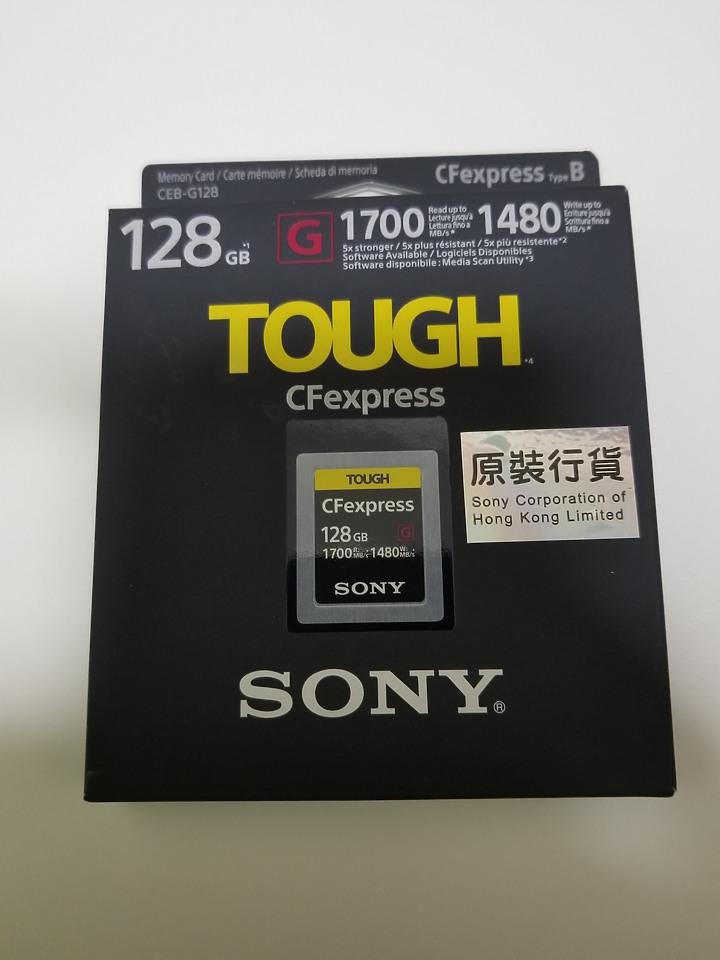 Memory Card / Carte mémoire / Scheda di memoria
CFexpress Type B
CEB-G128
128 GB *1
G
1700 Read up to Lecture jusqu'à Lettura fino a MB/s*
1480 Write up to Écriture jusqu'à Scrittura fino a MB/s*
5x stronger / 5x plus résistant / 5x più resistente*2
Software Available / Logiciels Disponibles
Software disponibile : Media Scan Utility*3
TOUGH *4
CFexpress
TOUGH
CFexpress
128 GB G
1700 MB/s 1480 MB/s
SONY
原裝行貨
Sony Corporation of
Hong Kong Limited
SONY®